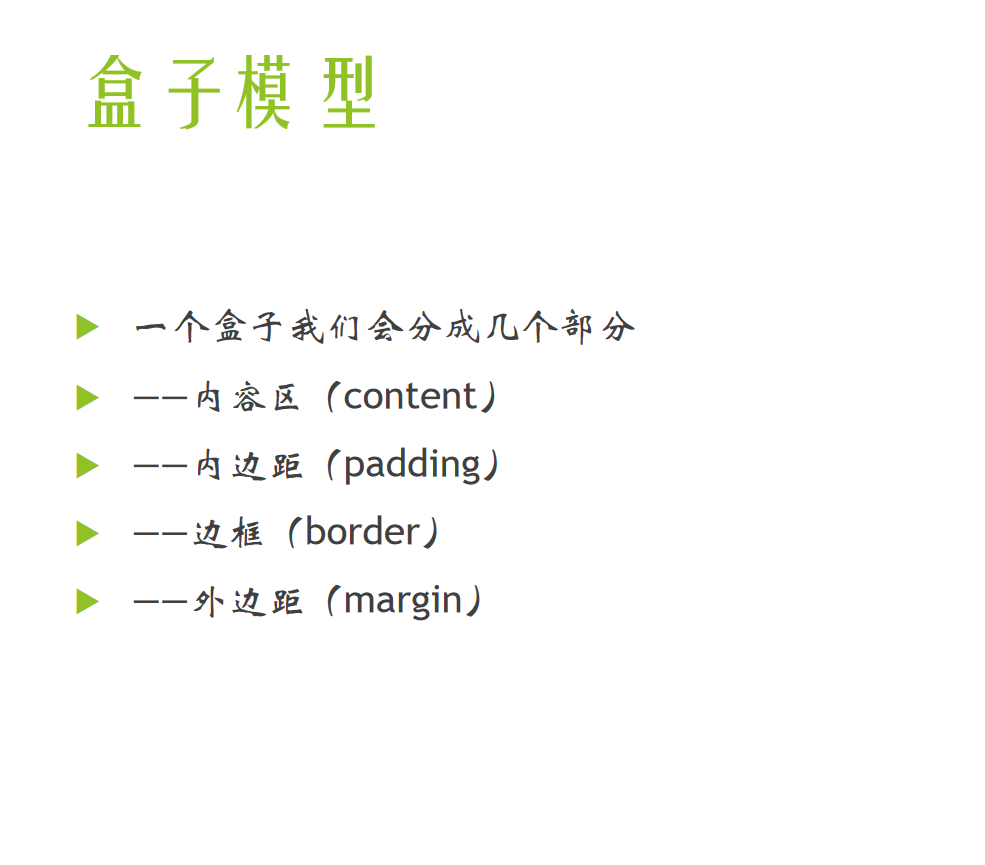 盒子模型
一个盒子我们会分成几个部分
——内容区（content）
——内边距（padding）
——边框（border）
——外边距（margin）